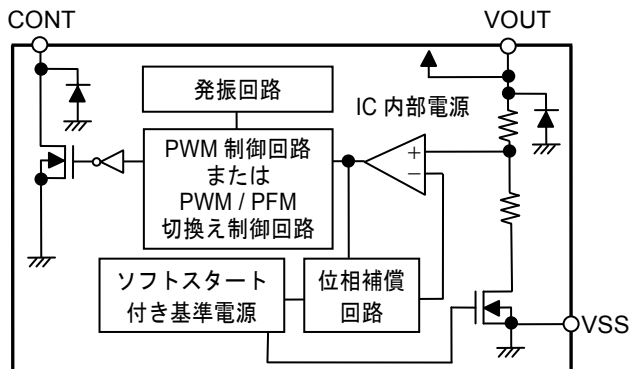 CONT
VOUT
発振回路
IC 内部電源
PWM 制御回路
または
PWM / PFM
切換え制御回路
+
−
ソフトスタート
付き基準電源
位相補償
回路
VSS